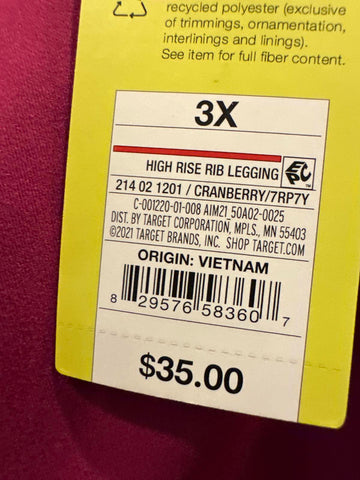 recycled polyester (exclusive
of trimmings, ornamentation,
interlinings and linings).
See item for full fiber content.
3X
HIGH RISE RIB LEGGING EPC™
214 02 1201 / CRANBERRY/7RP7Y
C-001220-01-008 AIM21_50A02-0025
DIST. BY TARGET CORPORATION, MPLS, MN 55403
©2021 TARGET BRANDS, INC. SHOP TARGET.COM
ORIGIN: VIETNAM
8 29576 58360 7
$35.00